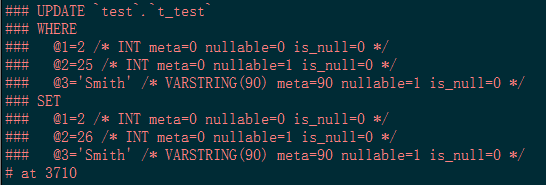 ### UPDATE `test`.`t_test`
### WHERE
###   @1=2 /* INT meta=0 nullable=0 is_null=0 */
###   @2=25 /* INT meta=0 nullable=1 is_null=0 */
###   @3='Smith' /* VARSTRING(90) meta=90 nullable=1 is_null=0 */
### SET
###   @1=2 /* INT meta=0 nullable=0 is_null=0 */
###   @2=26 /* INT meta=0 nullable=1 is_null=0 */
###   @3='Smith' /* VARSTRING(90) meta=90 nullable=1 is_null=0 */
# at 3710